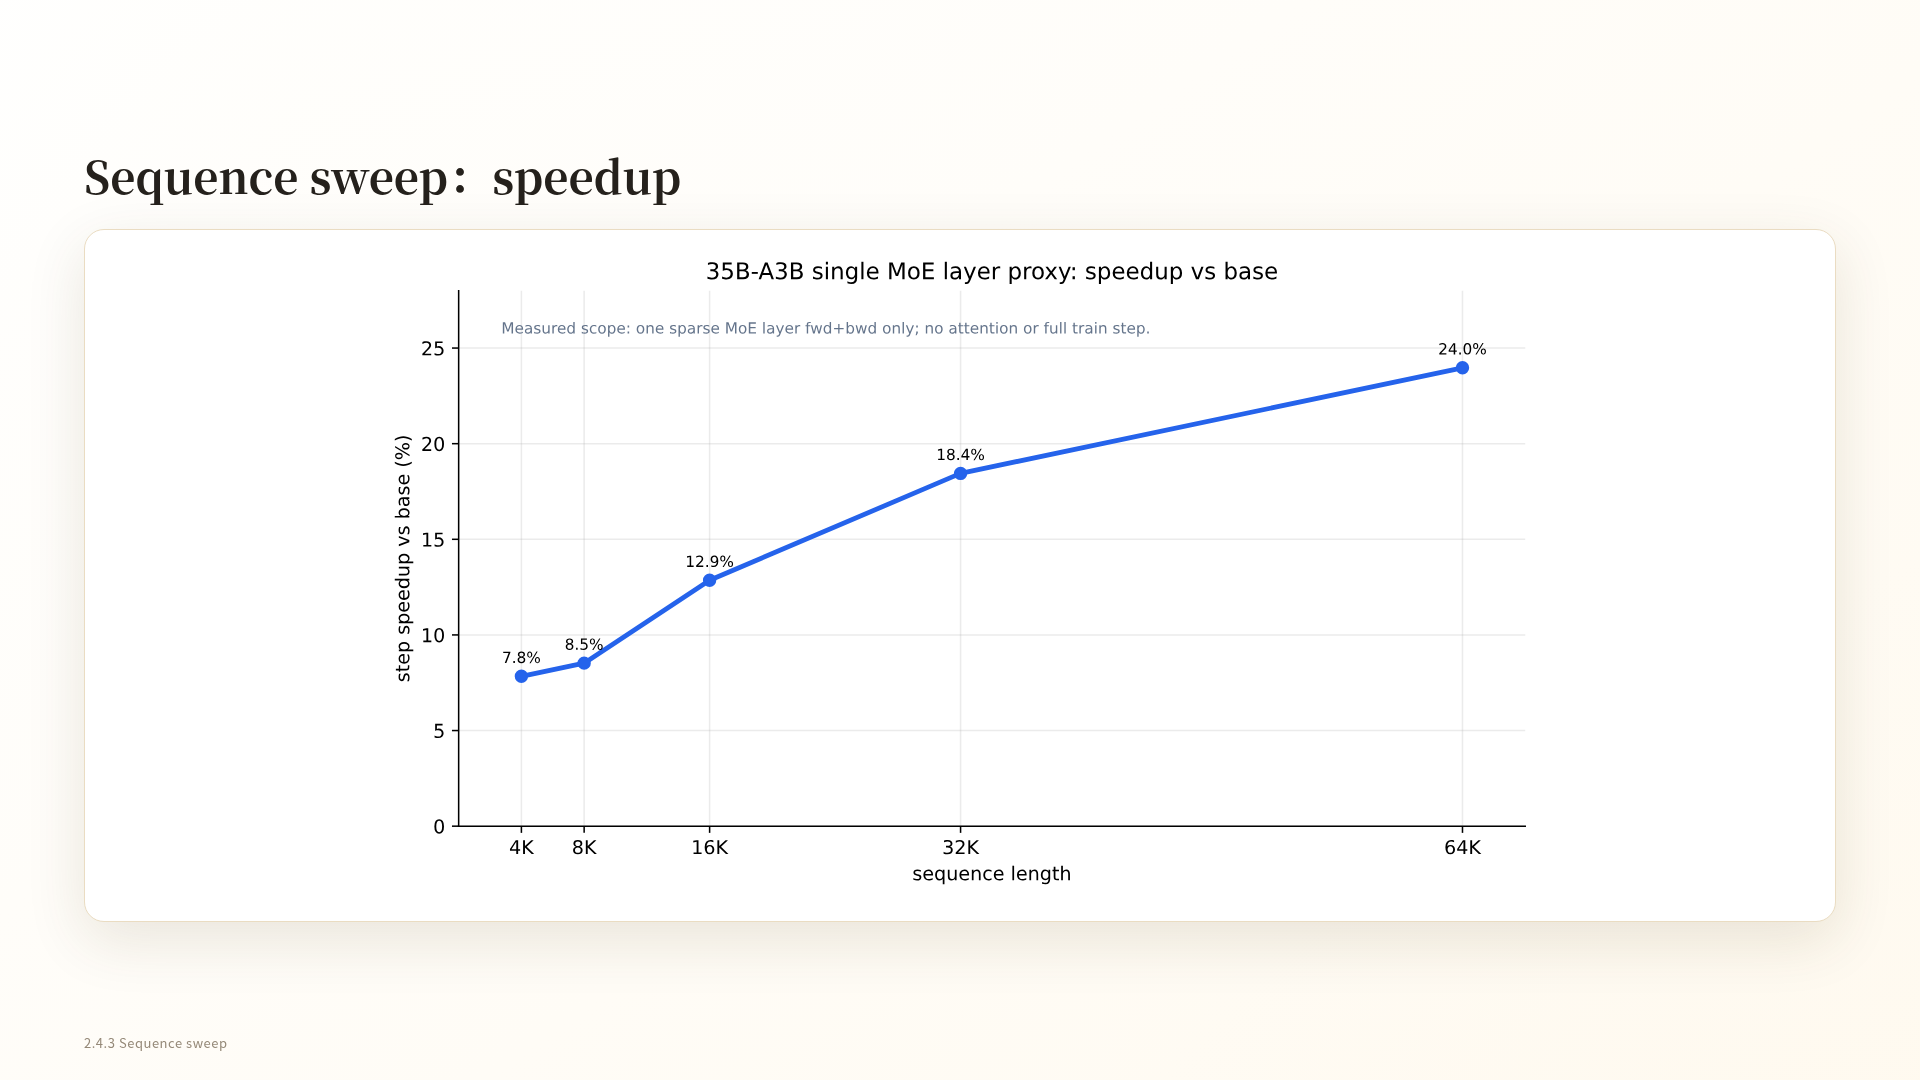 Sequence sweep：speedup
35B-A3B single MoE layer proxy: speedup vs base
Measured scope: one sparse MoE layer fwd+bwd only; no attention or full train step.
step speedup vs base (%)
25
20
15
10
5
0
7.8%
8.5%
12.9%
18.4%
24.0%
4K 8K 16K 32K 64K
sequence length
2.4.3 Sequence sweep